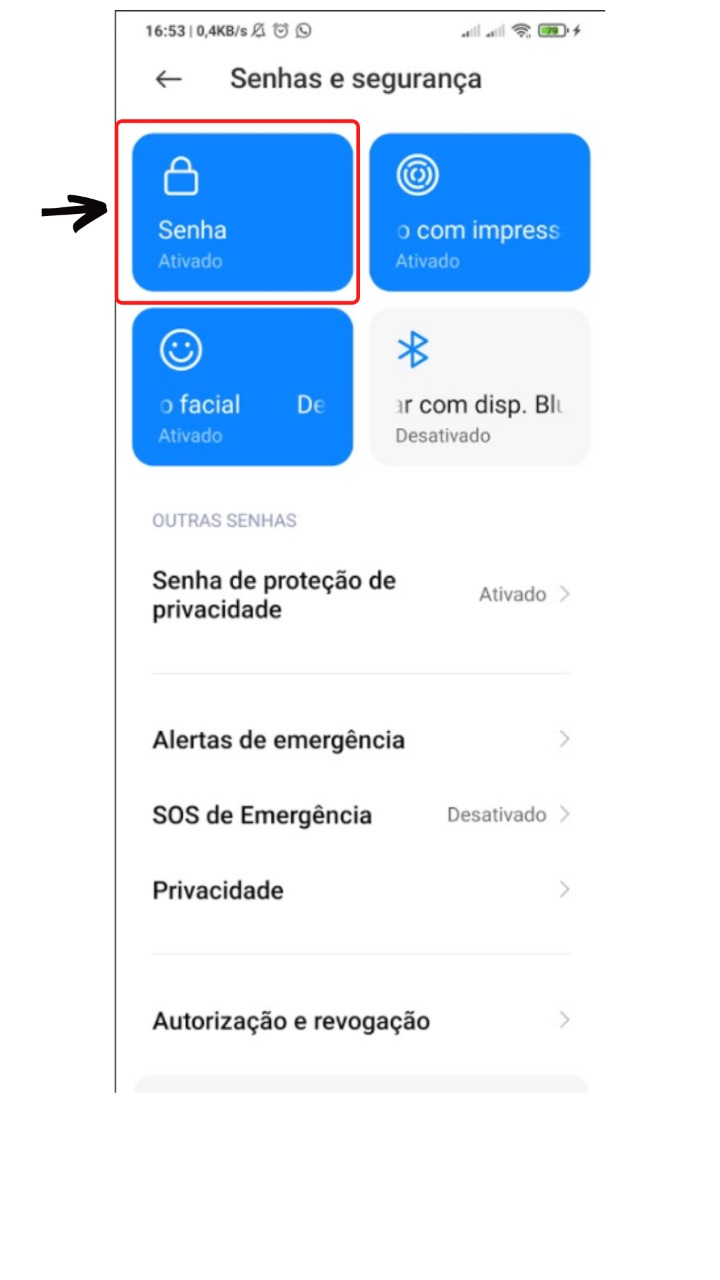 16:53 | 0,4KB/s
79
Senhas e segurança
Senha
Ativado
o com impress
Ativado
o facial De
Ativado
ar com disp. Blu
Desativado
OUTRAS SENHAS
Senha de proteção de
privacidade
Ativado
Alertas de emergência
SOS de Emergência
Desativado
Privacidade
Autorização e revogação